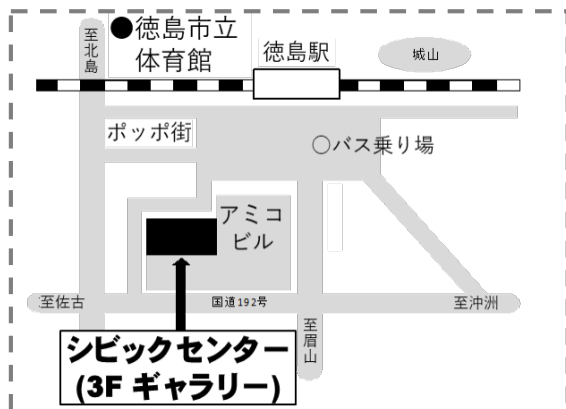 至北島
●徳島市立
体育館
徳島駅
城山
ポッポ街
○バス乗り場
アミコ
ビル
至佐古
国道192号
至沖洲
至眉山
シビックセンター
(3F ギャラリー)